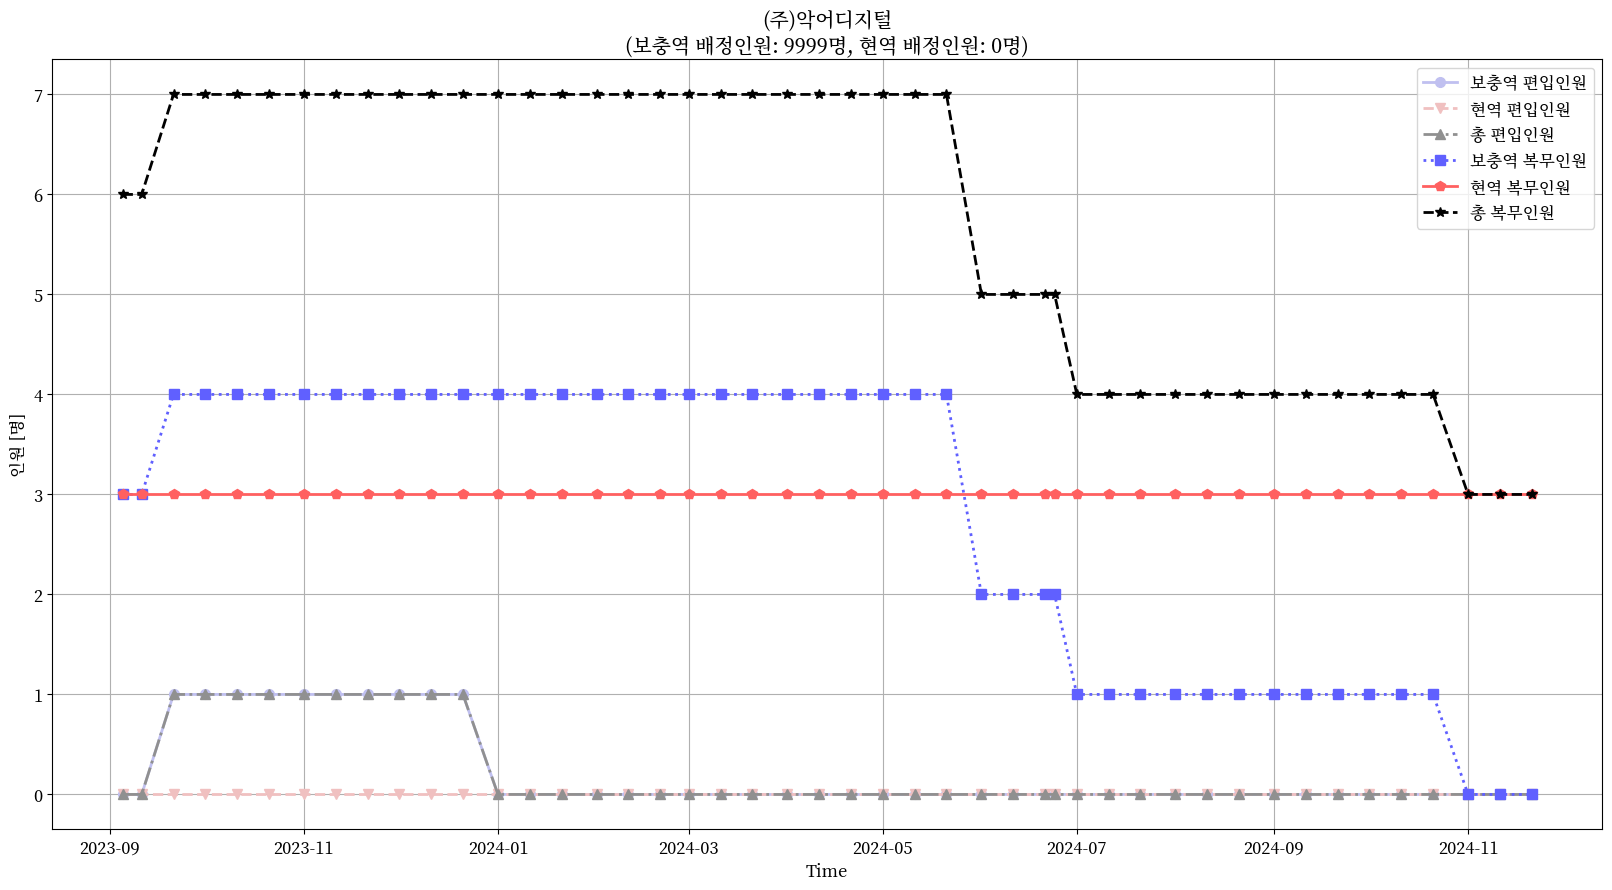 (주)악어디지털
(보충역 배정인원: 9999명, 현역 배정인원: 0명)
보충역 편입인원
현역 편입인원
총 편입인원
보충역 복무인원
현역 복무인원
총 복무인원
7
6
5
4
3
2
1
0
인원 [명]
2023-09 2023-11 2024-01 2024-03 2024-05 2024-07 2024-09 2024-11
Time